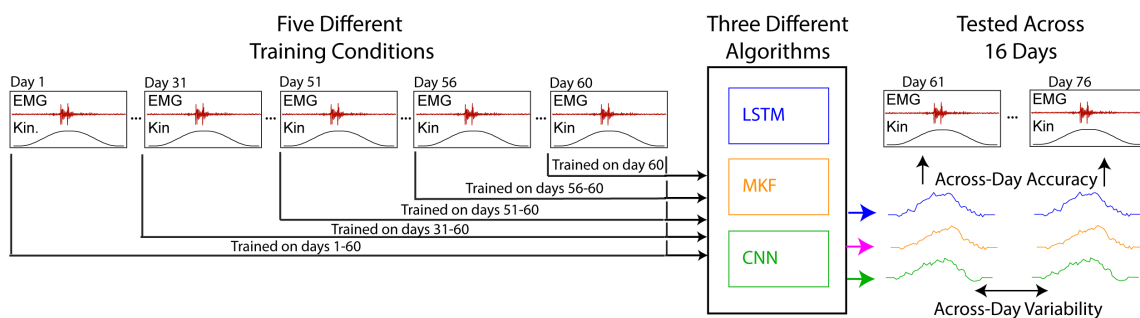 Five Different
Training Conditions
Three Different
Algorithms
Tested Across
16 Days
Day 1
Day 31
Day 51
Day 56
Day 60
Day 61
Day 76
EMG
Kin.
...
EMG
Kin
...
EMG
Kin
...
EMG
Kin
...
EMG
Kin
LSTM
MKF
CNN
EMG
Kin
...
EMG
Kin
Trained on day 60
Trained on days 56-60
Trained on days 51-60
Trained on days 31-60
Trained on days 1-60
Across-Day Accuracy
Across-Day Variability